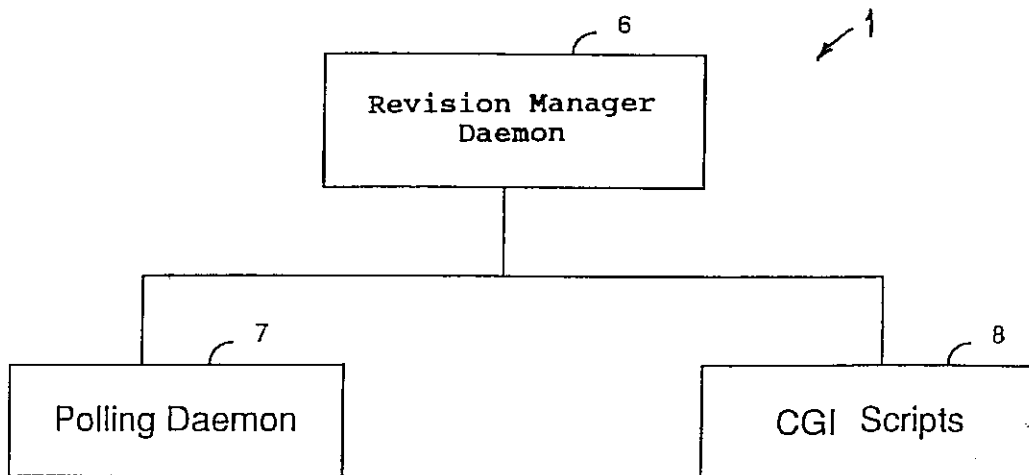 6
1
Revision Manager
Daemon
7
8
Polling Daemon
CGI Scripts